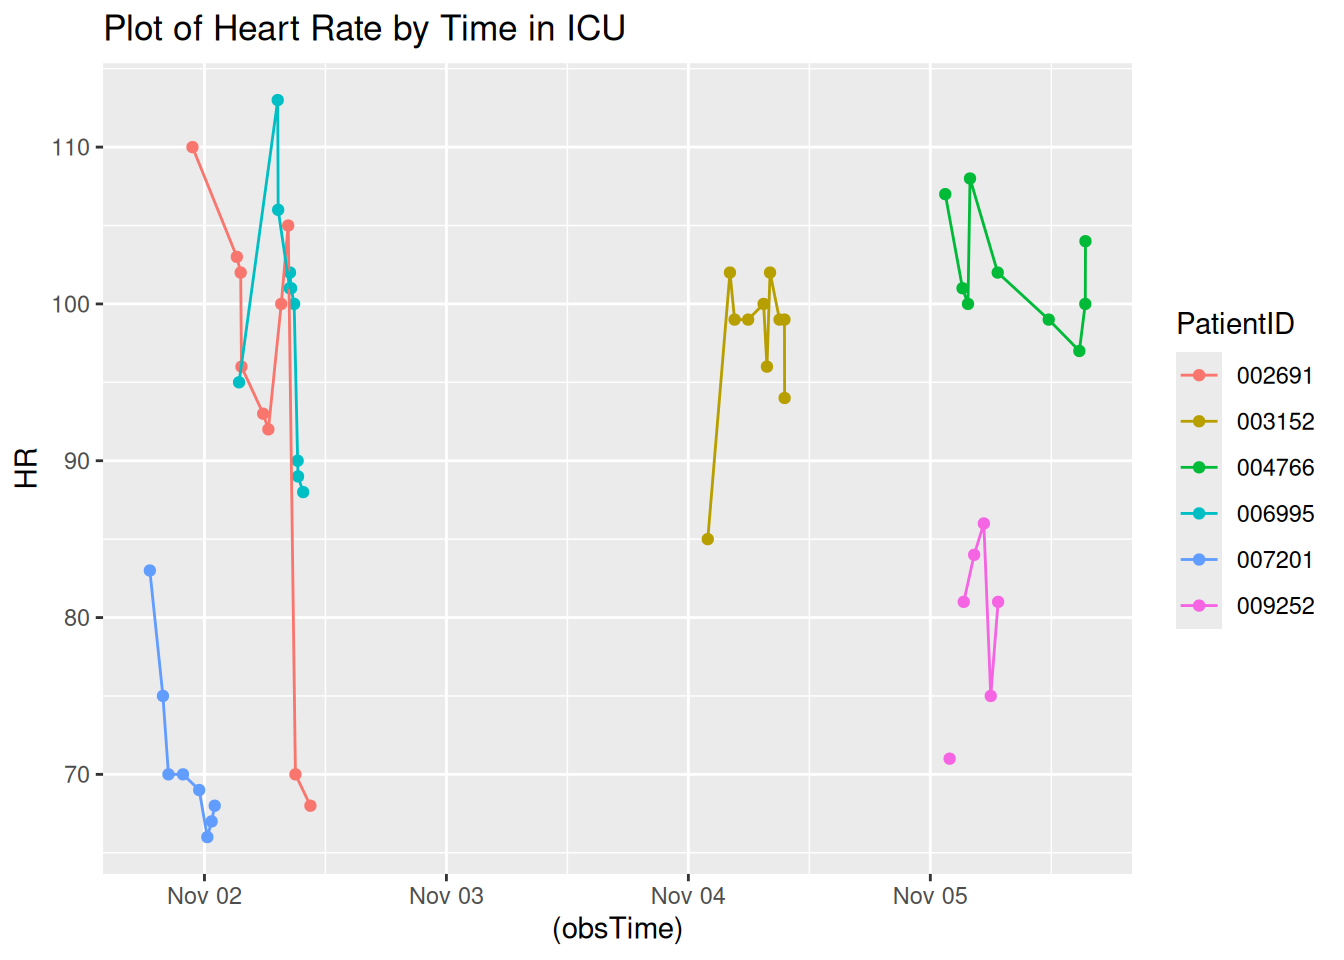 Plot of Heart Rate by Time in ICU
110
100
90
80
70
HR
Nov 02
Nov 03
Nov 04
Nov 05
(obsTime)
PatientID
002691
003152
004766
006995
007201
009252